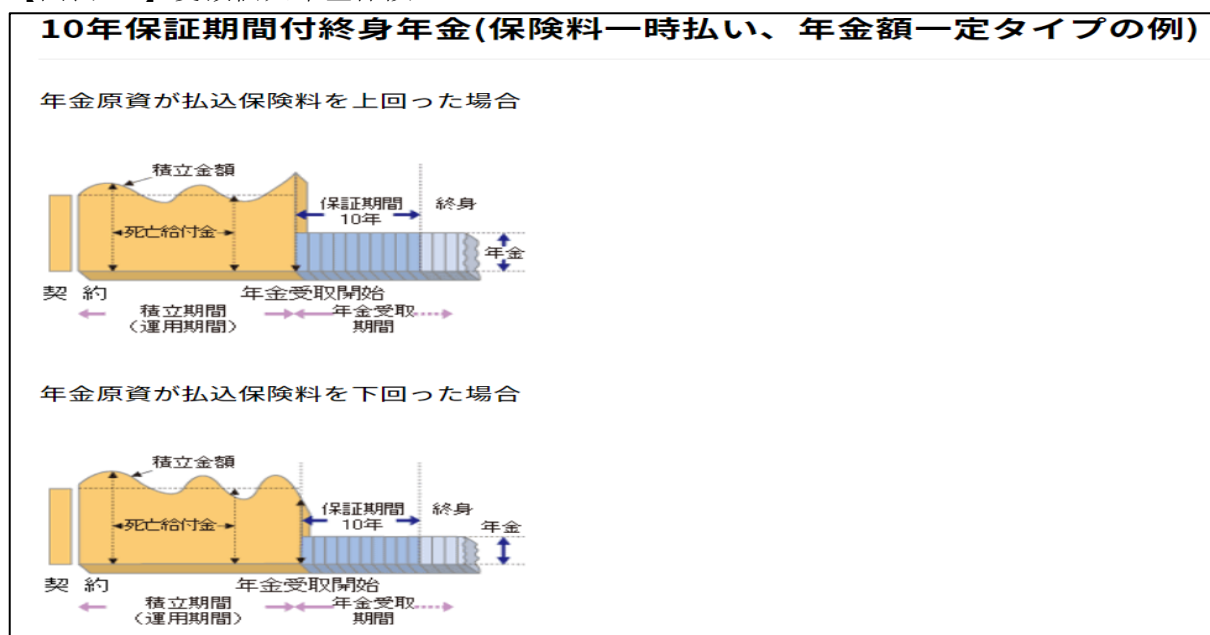 10年保証期間付終身年金(保険料一時払い、年金額一定タイプの例)
年金原資が払込保険料を上回った場合
積立金額
保証期間
10年
終身
死亡給付金
年金
契 約
年金受取開始
積立期間
(運用期間)
年金受取
期間
年金原資が払込保険料を下回った場合
積立金額
保証期間
10年
終身
死亡給付金
年金
契 約
年金受取開始
積立期間
(運用期間)
年金受取
期間